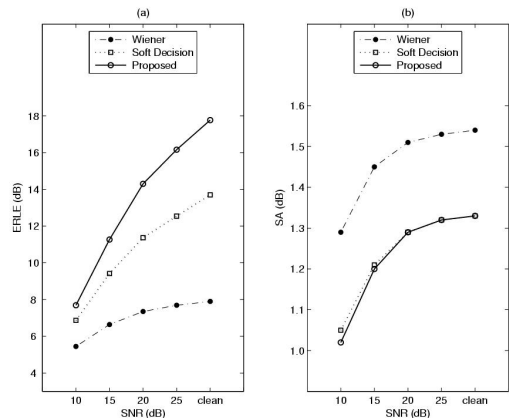 (a)
Wiener
Soft Decision
Proposed
18
16
14
12
10
8
6
4
ERLE (dB)
10 15 20 25 clean
SNR (dB)
(b)
Wiener
Soft Decision
Proposed
1.6
1.5
1.4
1.3
1.2
1.1
1.0
SA (dB)
10 15 20 25 clean
SNR (dB)